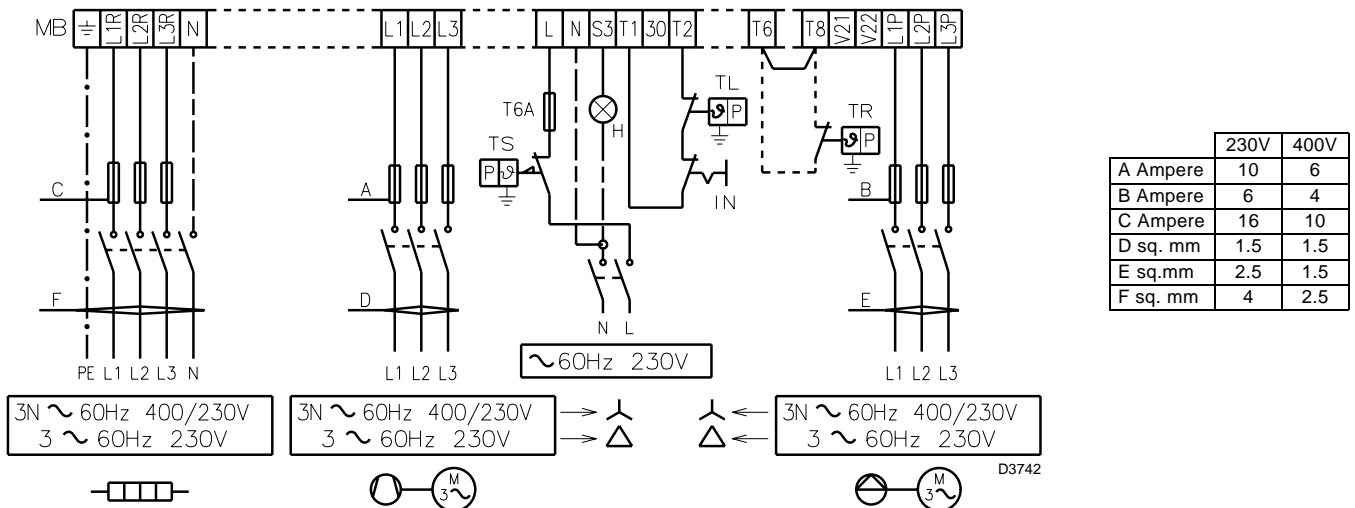 MB ⏚ L1R L2R L3R N L1 L2 L3 L N S3 T1 30 T2 T6 T8 V21 V22 L1P L2P L3P
TL
T6A ϑ P
H TR
TS ϑ P
P ϑ
C A IN B
F D E
N L
PE L1 L2 L3 N L1 L2 L3 L1 L2 L3
∼ 60Hz 230V
3N ∼ 60Hz 400/230V
3 ∼ 60Hz 230V
3N ∼ 60Hz 400/230V
3 ∼ 60Hz 230V
3N ∼ 60Hz 400/230V
3 ∼ 60Hz 230V
D3742
M
3∼
M
3∼
230V 400V
A Ampere 10 6
B Ampere 6 4
C Ampere 16 10
D sq. mm 1.5 1.5
E sq.mm 2.5 1.5
F sq. mm 4 2.5